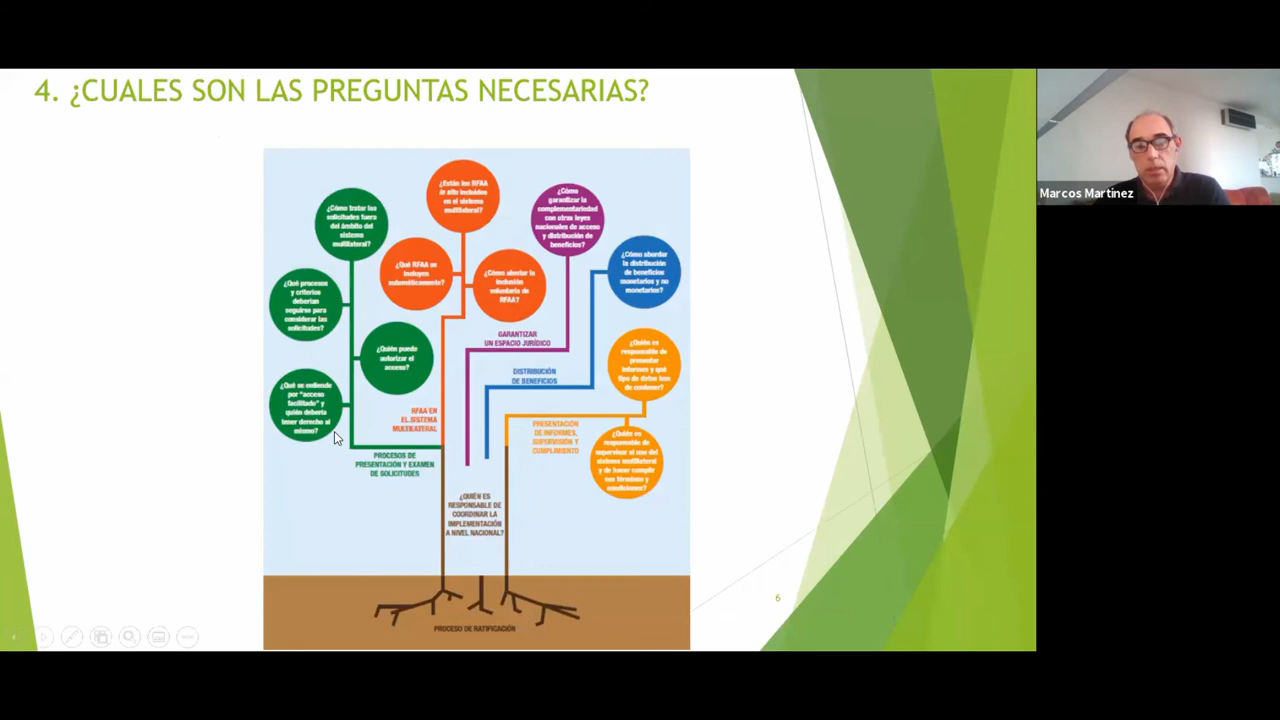 4. ¿CUALES SON LAS PREGUNTAS NECESARIAS?
Marcos Martinez
¿Están los RFAA
in situ incluidos
en el sistema
multilateral?
¿Cómo tratar las
solicitudes fuera
del ámbito del
sistema
multilateral?
¿Cómo
garantizar la
complementariedad
con otras leyes
nacionales de acceso
y distribución de
beneficios?
¿Qué RFAA se
incluyen
automáticamente?
¿Cómo abordar la
inclusión
voluntaria de
RFAA?
¿Cómo abordar
la distribución
de beneficios
monetarios y no
monetarios?
¿Qué procesos
y criterios
deberían
seguirse para
considerar las
solicitudes?
¿Quién puede
autorizar el
acceso?
¿Qué se entiende
por "acceso
facilitado" y
quién debería
tener derecho al
mismo?
GARANTIZAR
UN ESPACIO JURÍDICO
DISTRIBUCIÓN
DE BENEFICIOS
¿Quién es
responsable de
presentar
informes y qué
tipo de datos han
de contener?
RFAA EN
EL SISTEMA
MULTILATERAL
PRESENTACIÓN
DE INFORMES,
SUPERVISIÓN Y
CUMPLIMIENTO
¿Quién es
responsable de
supervisar el uso del
sistema multilateral
y de hacer cumplir
sus términos y
condiciones?
PROCESOS DE
PRESENTACIÓN Y EXAMEN
DE SOLICITUDES
¿QUIÉN ES
RESPONSABLE DE
COORDINAR LA
IMPLEMENTACIÓN
A NIVEL NACIONAL?
PROCESO DE RATIFICACIÓN
6